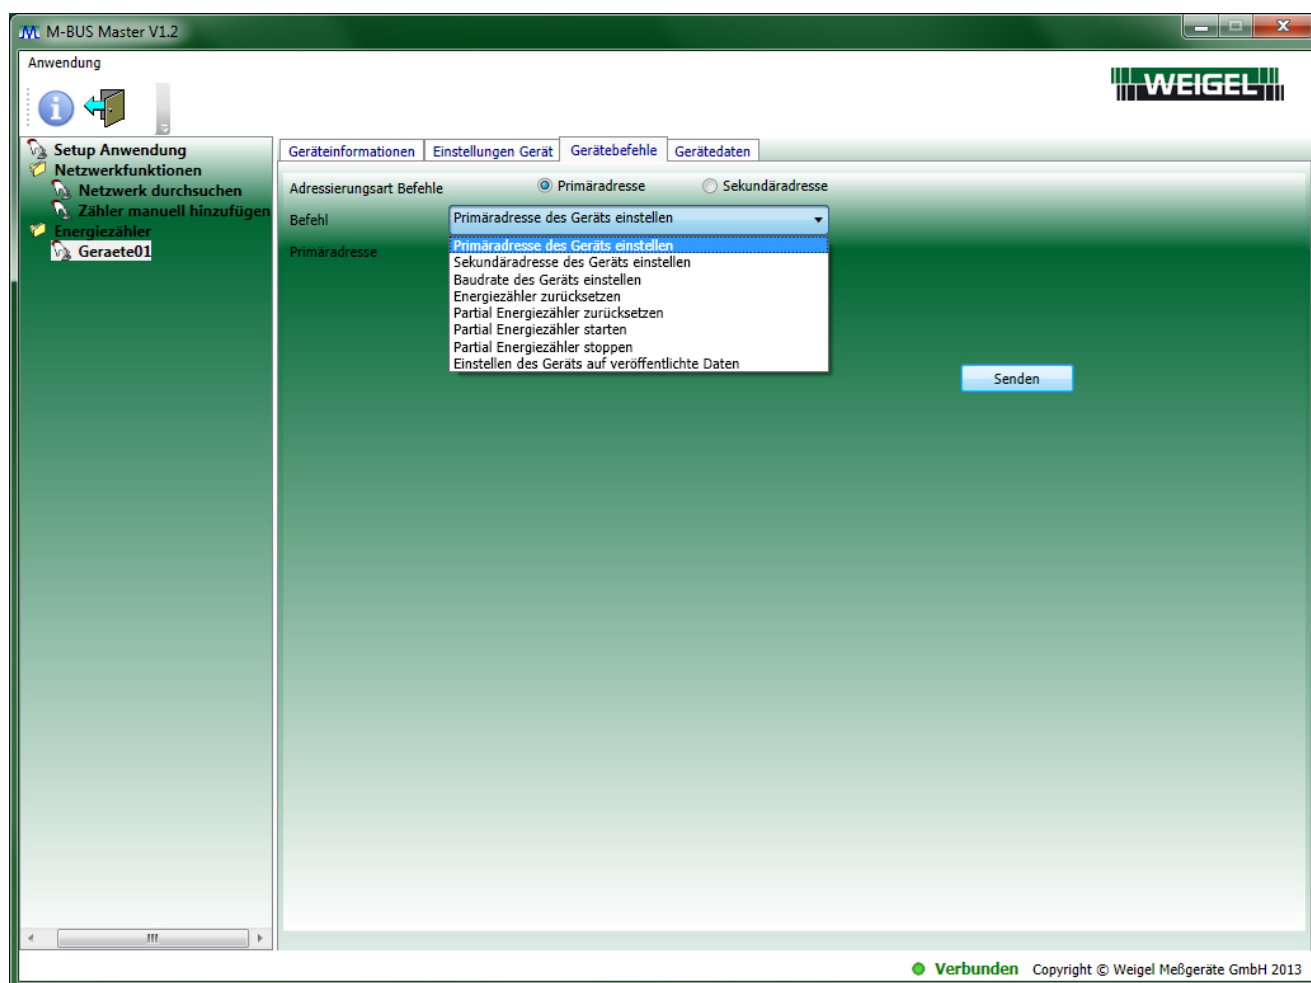 M-BUS Master V1.2
Anwendung
WEIGEL
Setup Anwendung
Netzwerkfunktionen
Netzwerk durchsuchen
Zähler manuell hinzufügen
Energiezähler
Geraete01
Geräteinformationen Einstellungen Gerät Gerätebefehle Gerätedaten
Adressierungsart Befehle Primäradresse Sekundäradresse
Befehl Primäradresse des Geräts einstellen
Primäradresse
Primäradresse des Geräts einstellen
Sekundäradresse des Geräts einstellen
Baudrate des Geräts einstellen
Energiezähler zurücksetzen
Partial Energiezähler zurücksetzen
Partial Energiezähler starten
Partial Energiezähler stoppen
Einstellen des Geräts auf veröffentlichte Daten
Senden
Verbunden Copyright © Weigel Meßgeräte GmbH 2013